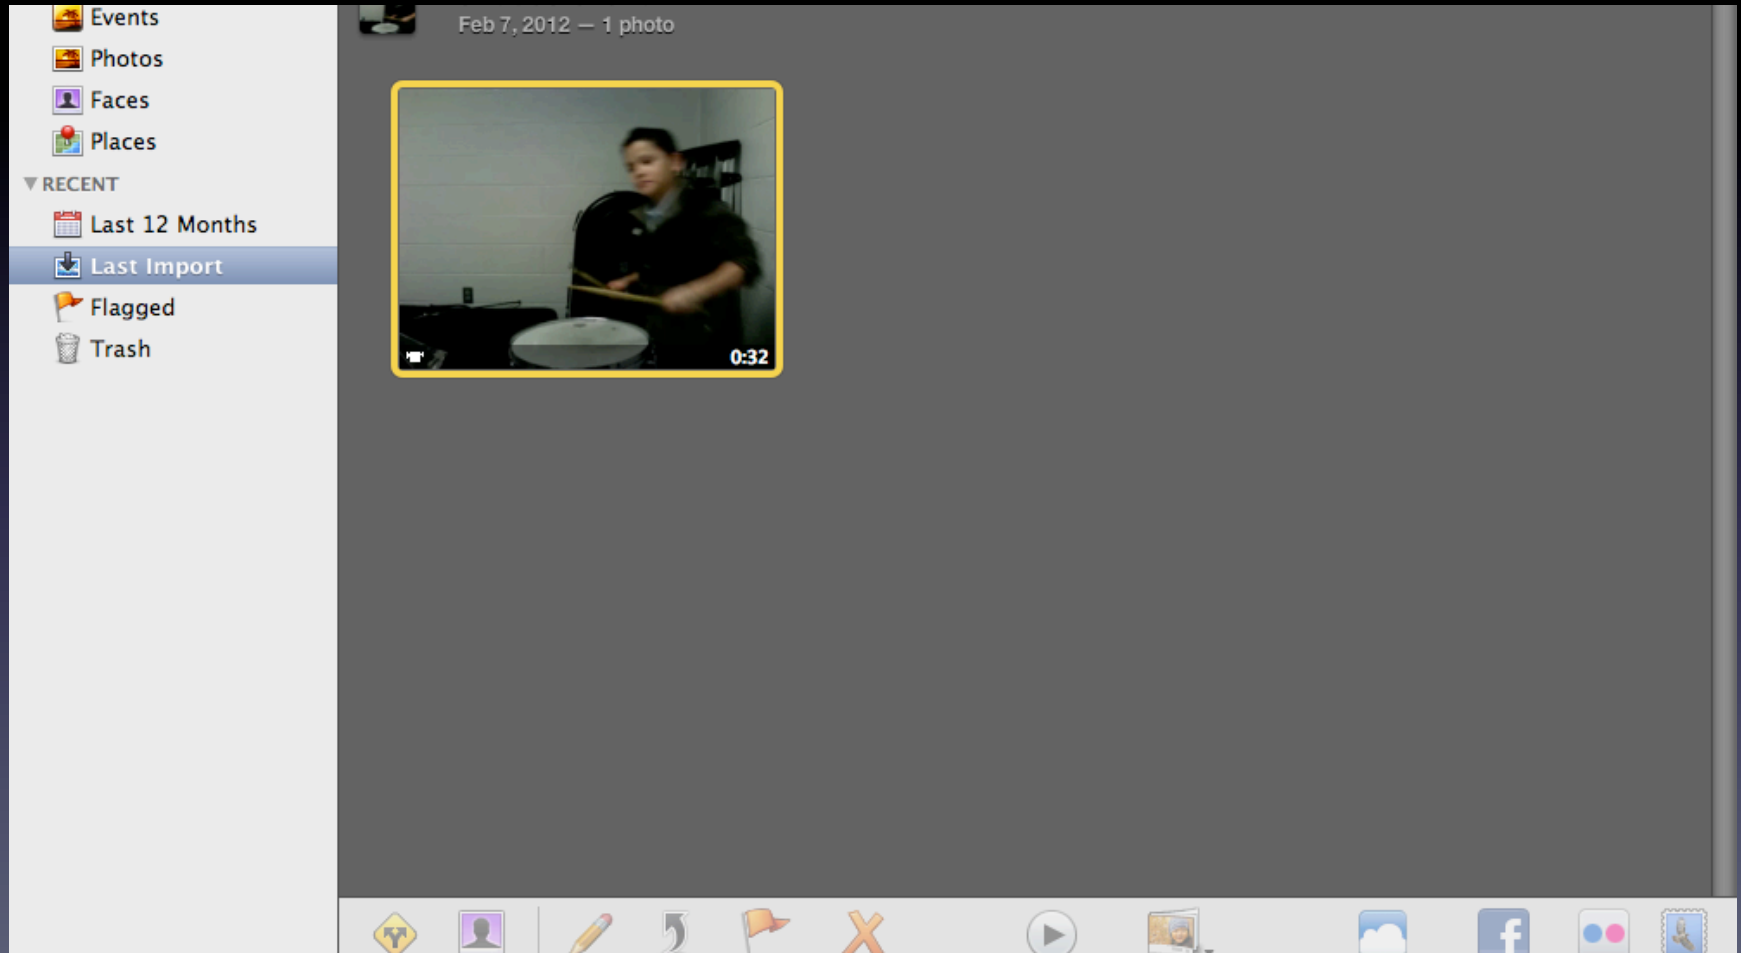 Events
Photos
Faces
Places
RECENT
Last 12 Months
Last Import
Flagged
Trash
Feb 7, 2012 — 1 photo
0:32
f